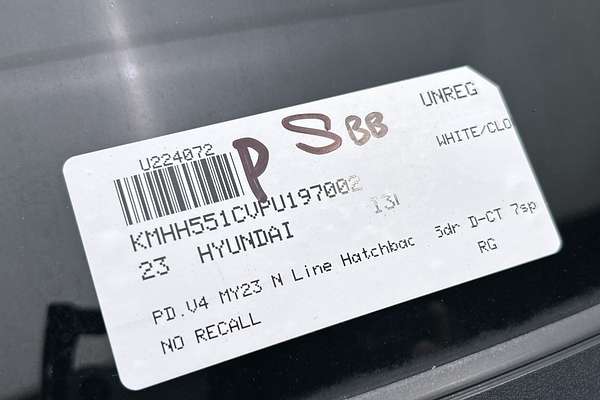 UNREG
P S BB
WHITE/CLO
U224072
KMHH551CVPU197002
131
23 HYUNDAI
PD.V4 MY23 N Line Hatchbac 5dr D-CT 7sp
RG
NO RECALL